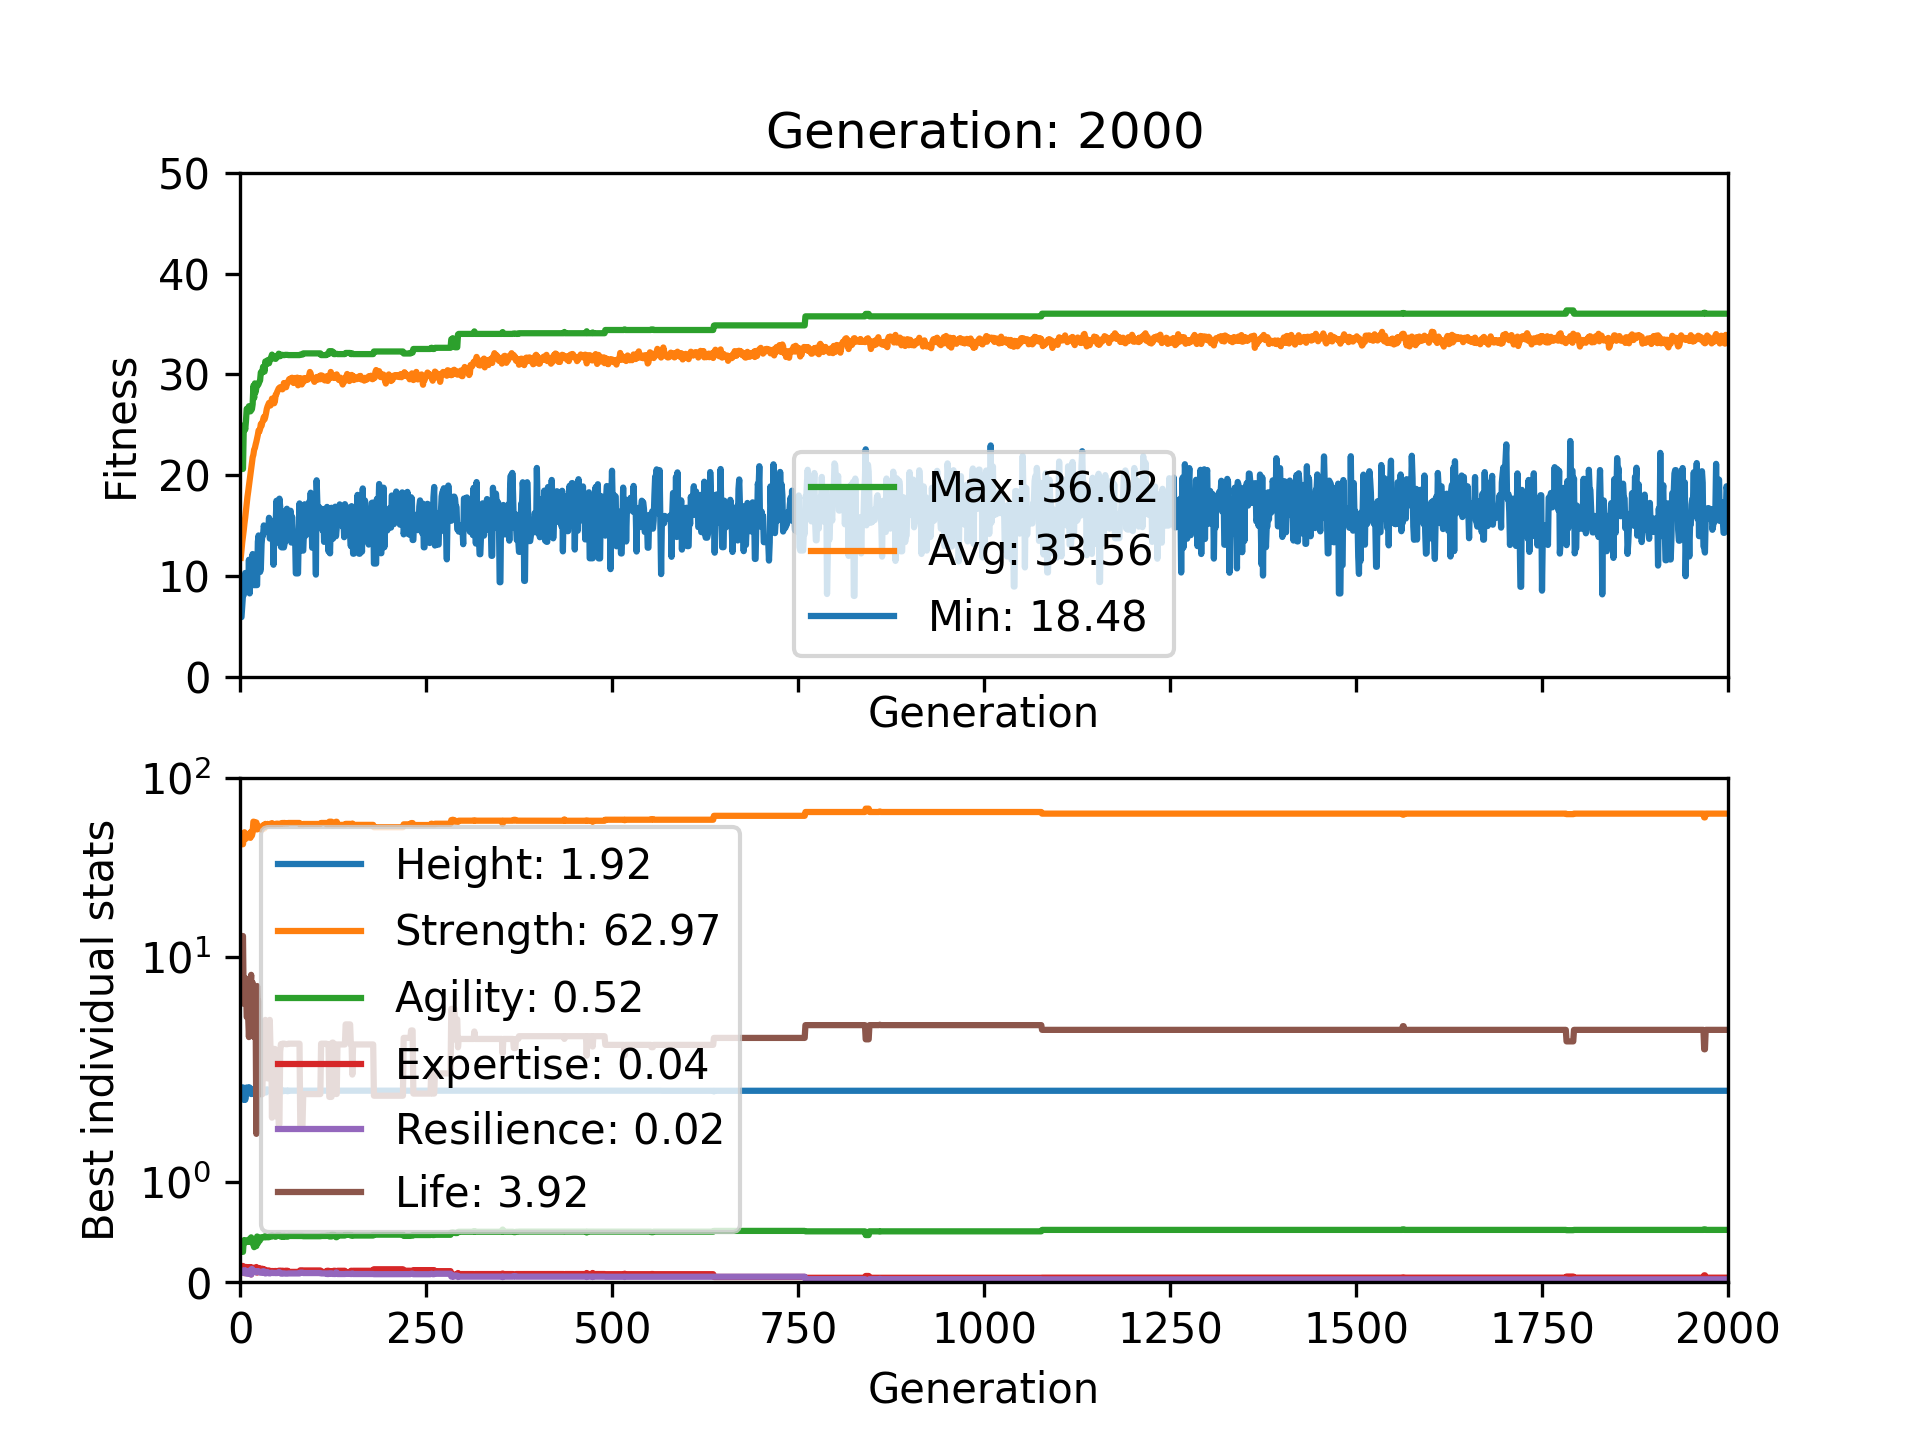 Generation: 2000
Fitness
50
40
30
20
10
0
Max: 36.02
Avg: 33.56
Min: 18.48
Generation
Best individual stats
10²
10¹
10⁰
0
Height: 1.92
Strength: 62.97
Agility: 0.52
Expertise: 0.04
Resilience: 0.02
Life: 3.92
0 250 500 750 1000 1250 1500 1750 2000
Generation